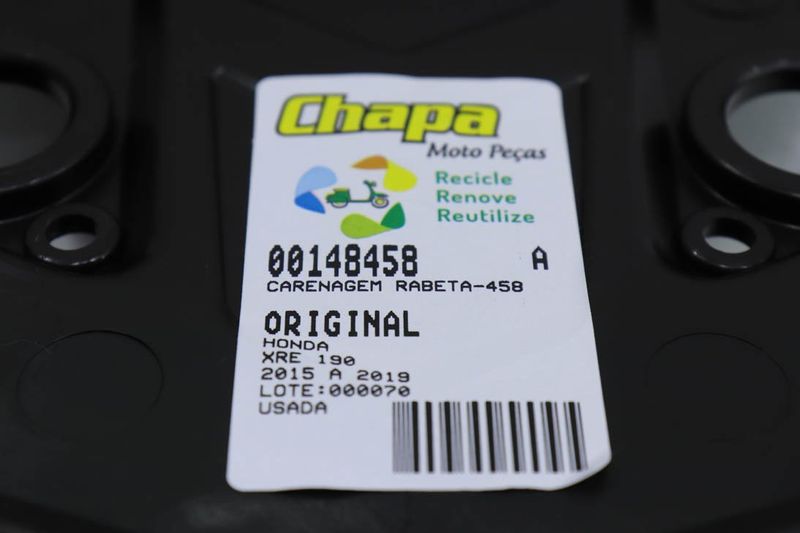 Chapa
Moto Peças
Recicle
Renove
Reutilize
00148458 A
CARENAGEM RABETA-458
ORIGINAL
HONDA
XRE 190
2015 A 2019
LOTE:000070
USADA